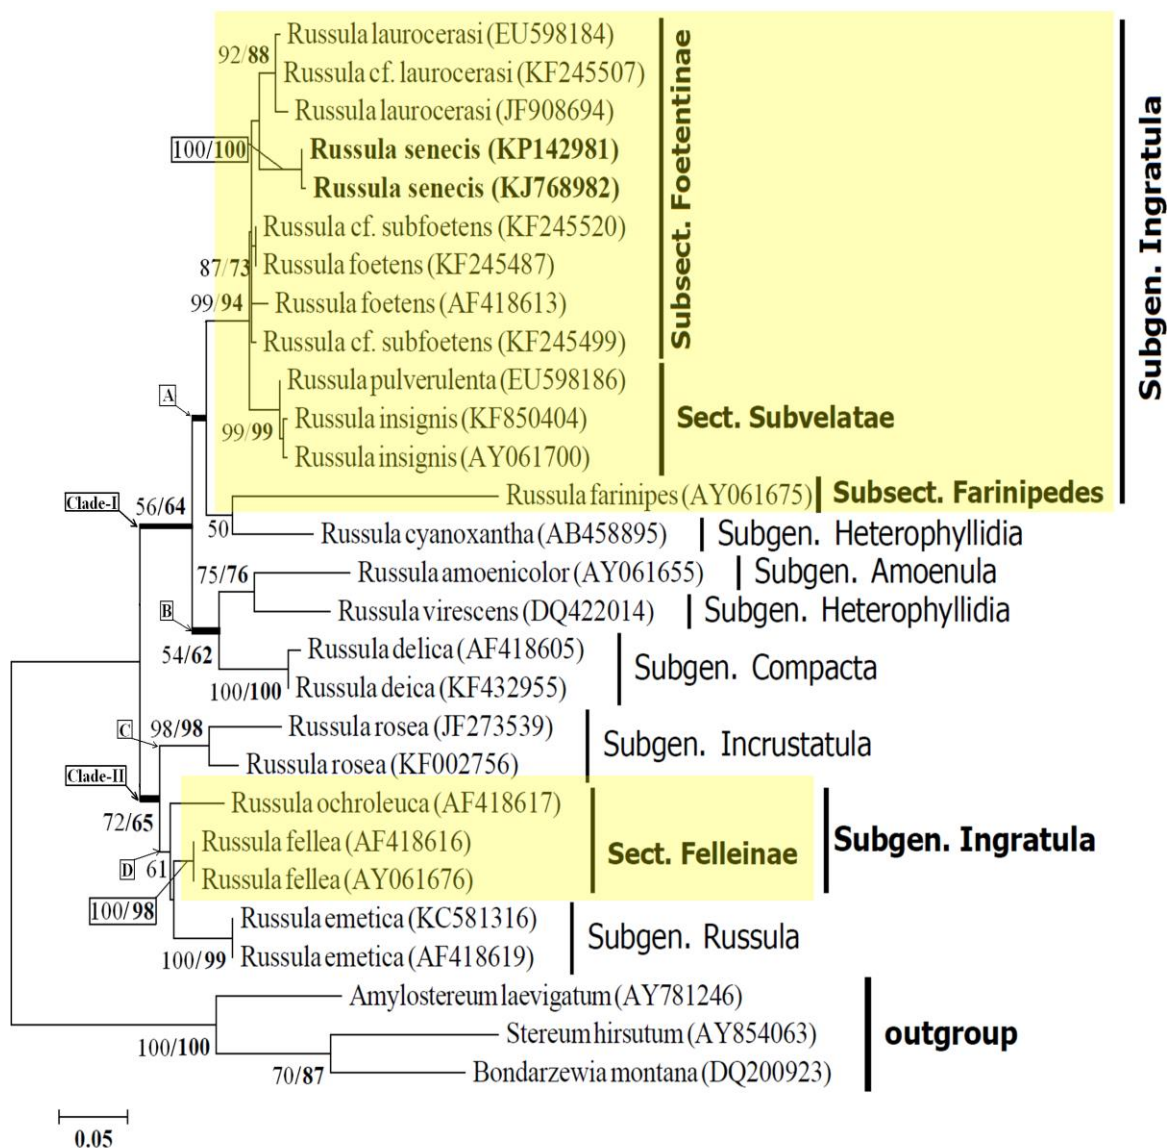 Russula laurocerasi (EU598184)
92/88
Russula cf. laurocerasi (KF245507)
Russula laurocerasi (JF908694)
100/100
Russula senecis (KP142981)
Russula senecis (KJ768982)
Russula cf. subfoetens (KF245520)
87/73
Russula foetens (KF245487)
99/94
Russula foetens (AF418613)
Russula cf. subfoetens (KF245499)
Subsect. Foetentinae
Subgen. Ingratula
Russula pulverulenta (EU598186)
A
Russula insignis (KF850404)
Sect. Subvelatae
99/99
Russula insignis (AY061700)
Clade-I
56/64
Russula farinipes (AY061675)
Subsect. Farinipedes
50
Russula cyanoxantha (AB458895)
Subgen. Heterophyllidia
75/76
Russula amoenicolor (AY061655)
Subgen. Amoenula
B
Russula virescens (DQ422014)
Subgen. Heterophyllidia
54/62
Russula delica (AF418605)
Subgen. Compacta
100/100
Russula deica (KF432955)
C
98/98
Russula rosea (JF273539)
Subgen. Incrustatula
Clade-II
Russula rosea (KF002756)
72/65
Russula ochroleuca (AF418617)
Russula fellea (AF418616)
Sect. Felleinae
Subgen. Ingratula
D
61
Russula fellea (AY061676)
100/98
Russula emetica (KC581316)
Subgen. Russula
100/99
Russula emetica (AF418619)
Amylostereum laevigatum (AY781246)
100/100
Stereum hirsutum (AY854063)
outgroup
70/87
Bondarzewia montana (DQ200923)
0.05